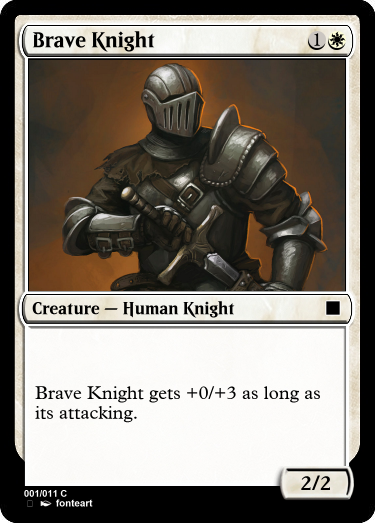 Brave Knight 1
Creature — Human Knight
Brave Knight gets +0/+3 as long as
its attacking.
2/2
001/011 C
fonteart